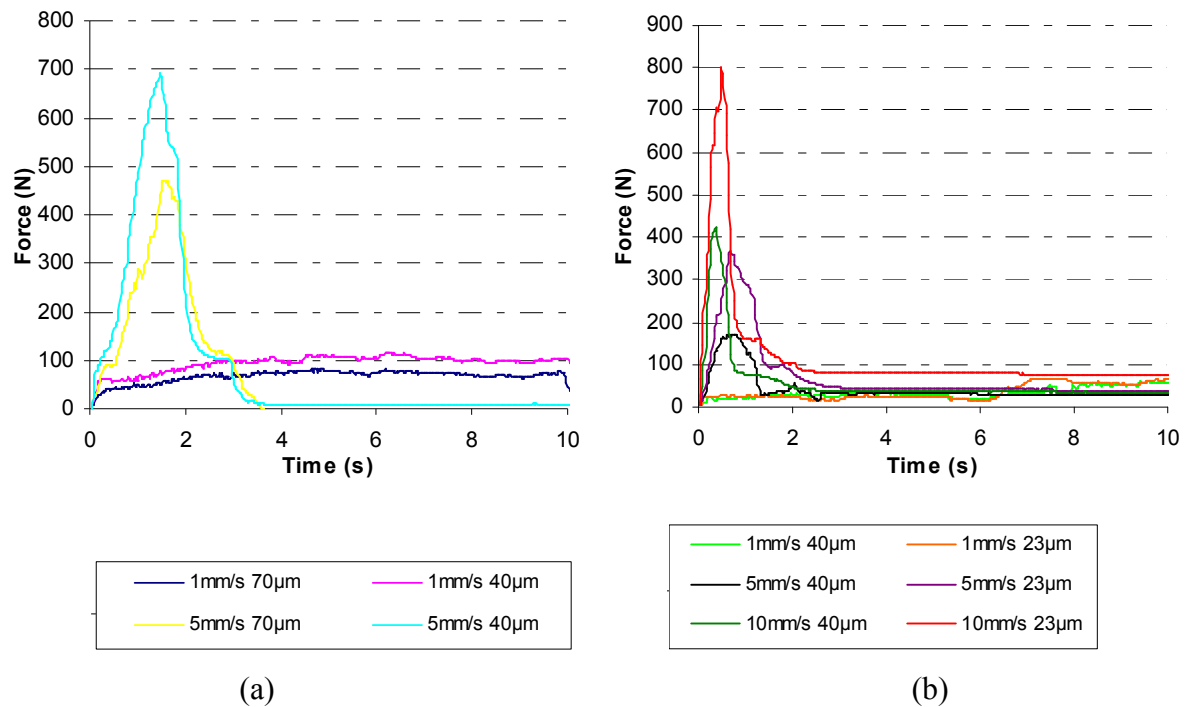 800
700
600
500
400
300
200
100
0
Force (N)
0 2 4 6 8 10
Time (s)
1mm/s 70µm 1mm/s 40µm
5mm/s 70µm 5mm/s 40µm
(a)
900
800
700
600
500
400
300
200
100
0
Force (N)
0 2 4 6 8 10
Time (s)
1mm/s 40µm 1mm/s 23µm
5mm/s 40µm 5mm/s 23µm
10mm/s 40µm 10mm/s 23µm
(b)